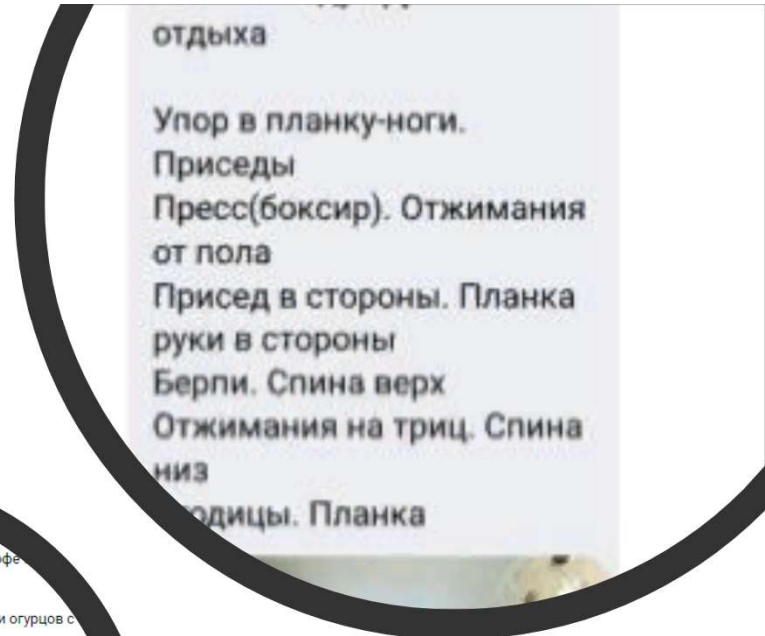 отдыха
Упор в планку-ноги.
Приседы
Пресс(боксир). Отжимания
от пола
Присед в стороны. Планка
руки в стороны
Берпи. Спина верх
Отжимания на триц. Спина
низ
Планка
и огурцов с